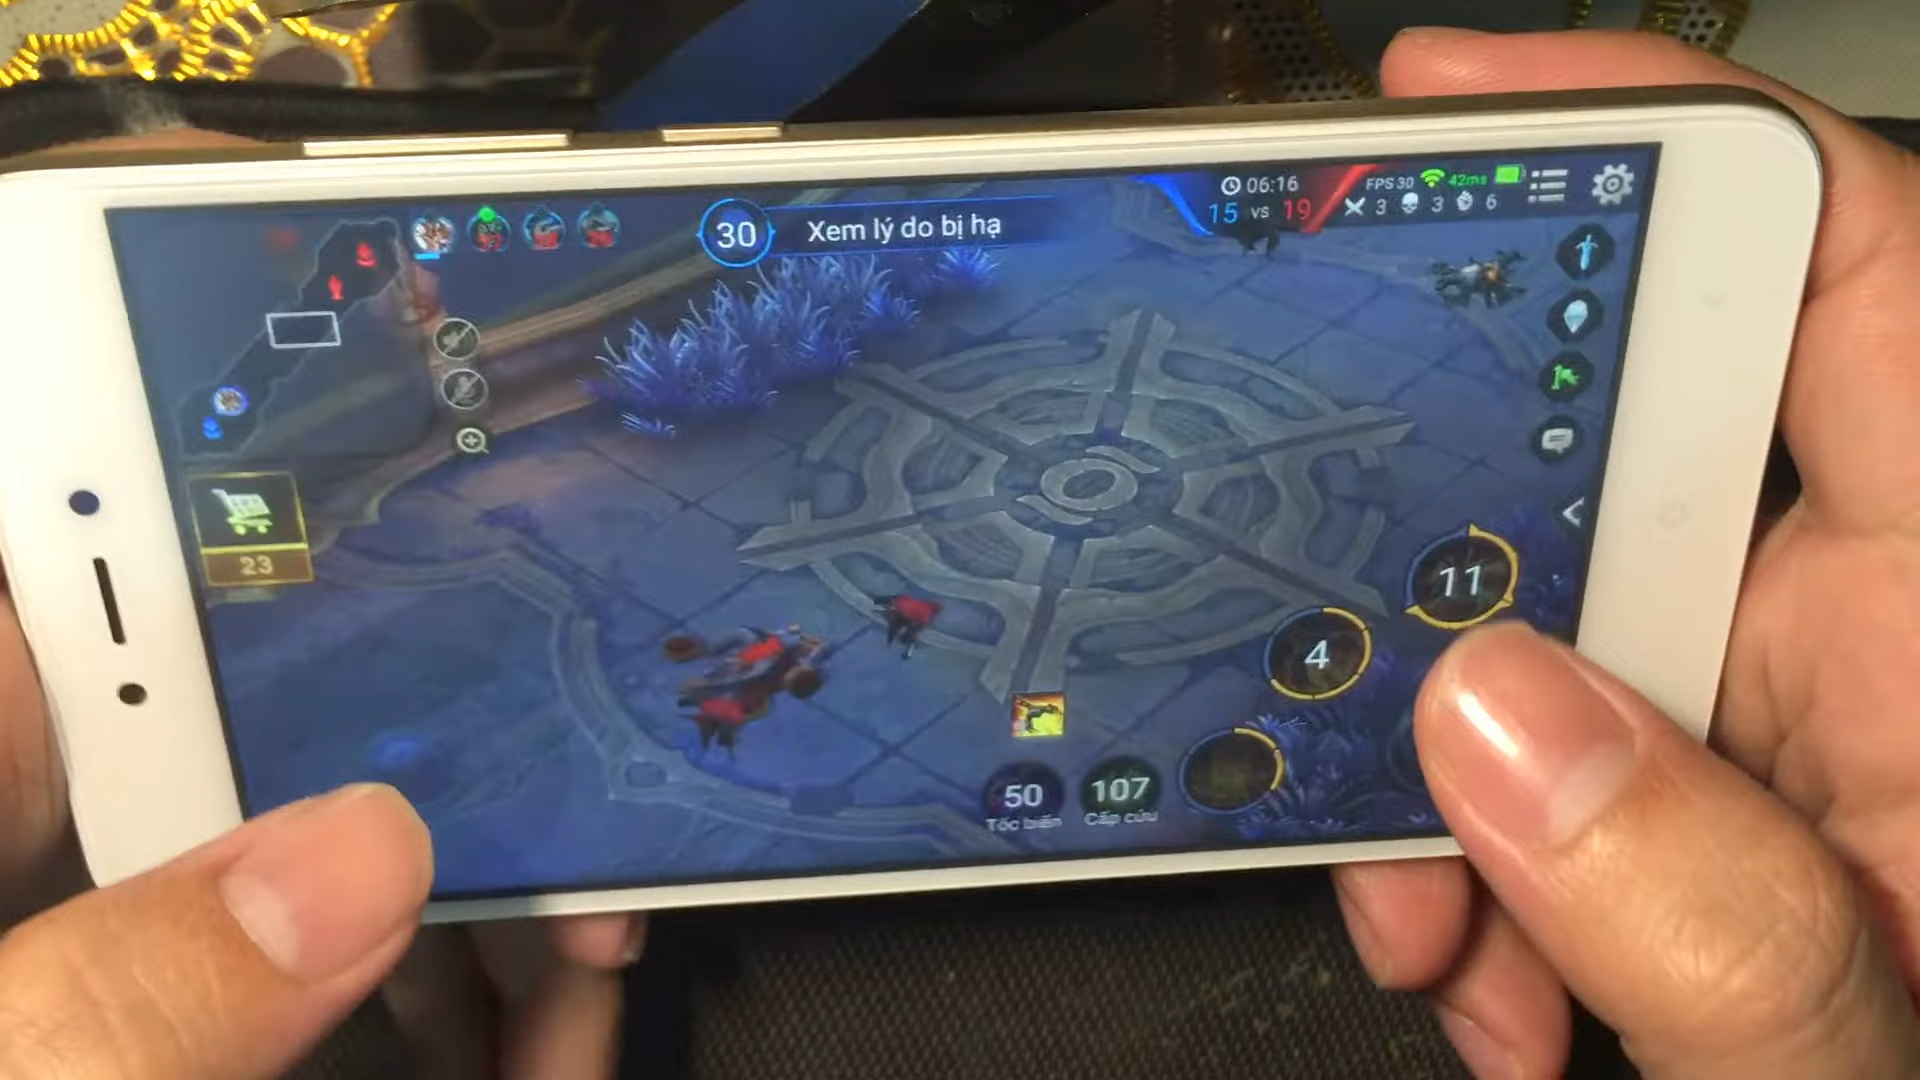 30
Xem lý do bị hạ
06:16
15 vs 19
FPS 30
42ms
3
3
6
23
11
4
50
Tốc biến
107
Cấp cứu